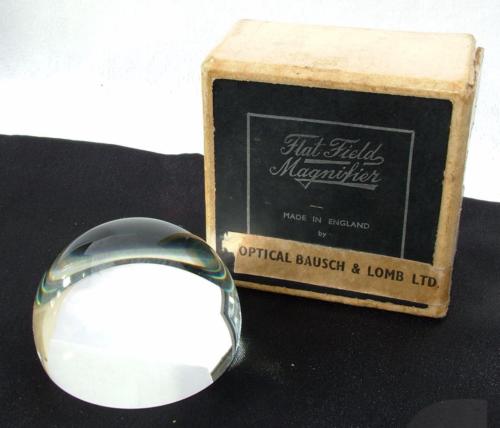 Flat Field
Magnifier
MADE IN ENGLAND
by
OPTICAL BAUSCH & LOMB LTD.